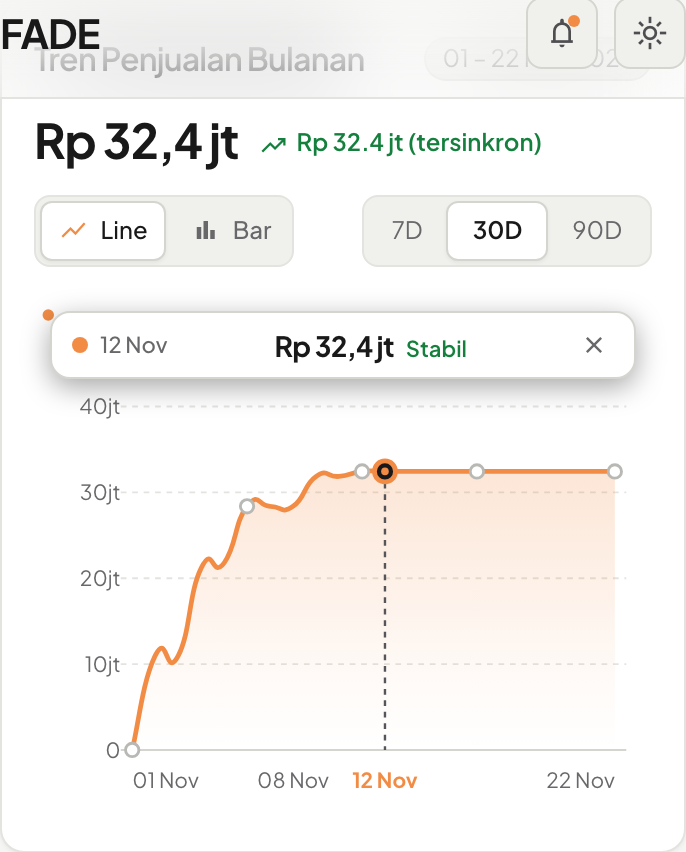 FADE
Tren Penjualan Bulanan
01 – 22
Rp 32,4 jt
Rp 32.4 jt (tersinkron)
Line
Bar
7D
30D
90D
12 Nov
Rp 32,4 jt Stabil
40jt
30jt
20jt
10jt
0
01 Nov
08 Nov
12 Nov
22 Nov